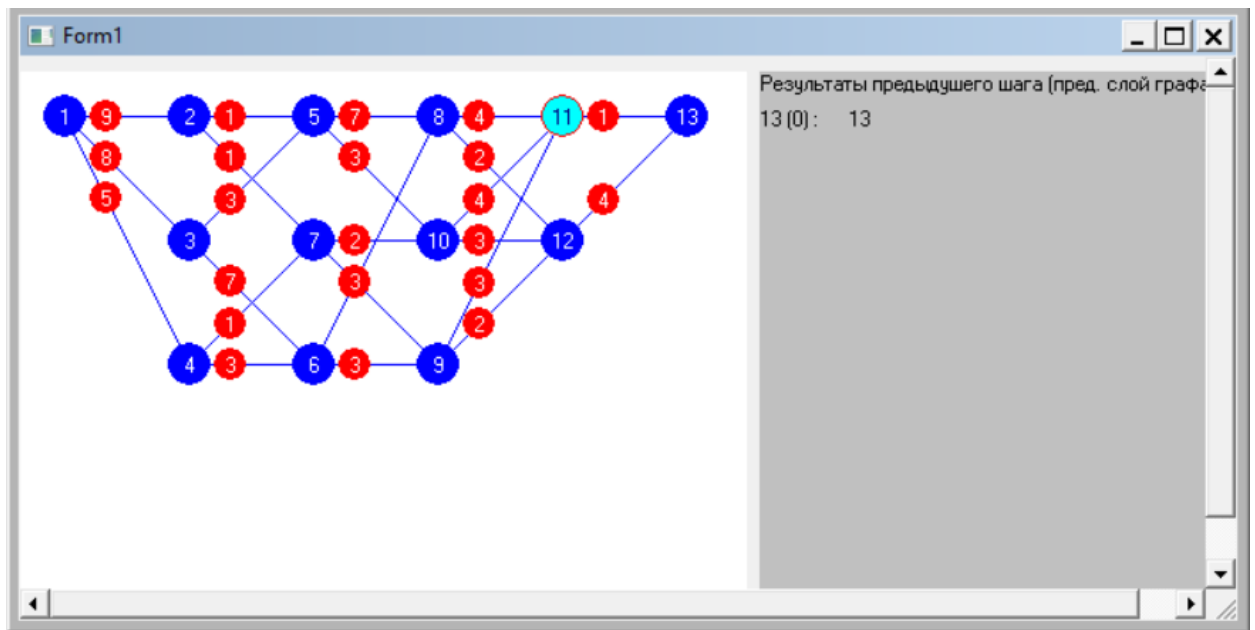 Form1
Результаты предыдушего шага (пред. слой графа
13 (0) : 13
1 9 2 1 5 7 8 4 11 1 13
8 1 3 2
5 3 4 4
3 7 2 10 3 12
7 3 3
1 2
4 3 6 3 9